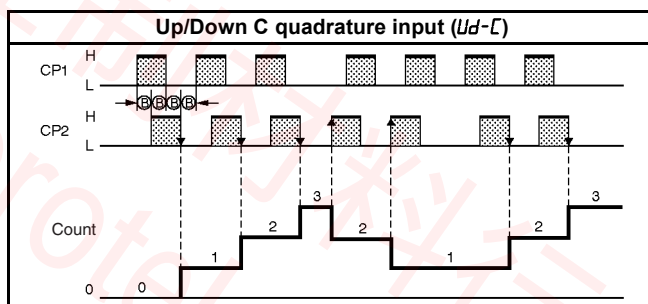 Up/Down C quadrature input (Ud-C)
H
CP1
L
B B B B
H
CP2
L
3 3
2 2 2
Count
1 1
0 0